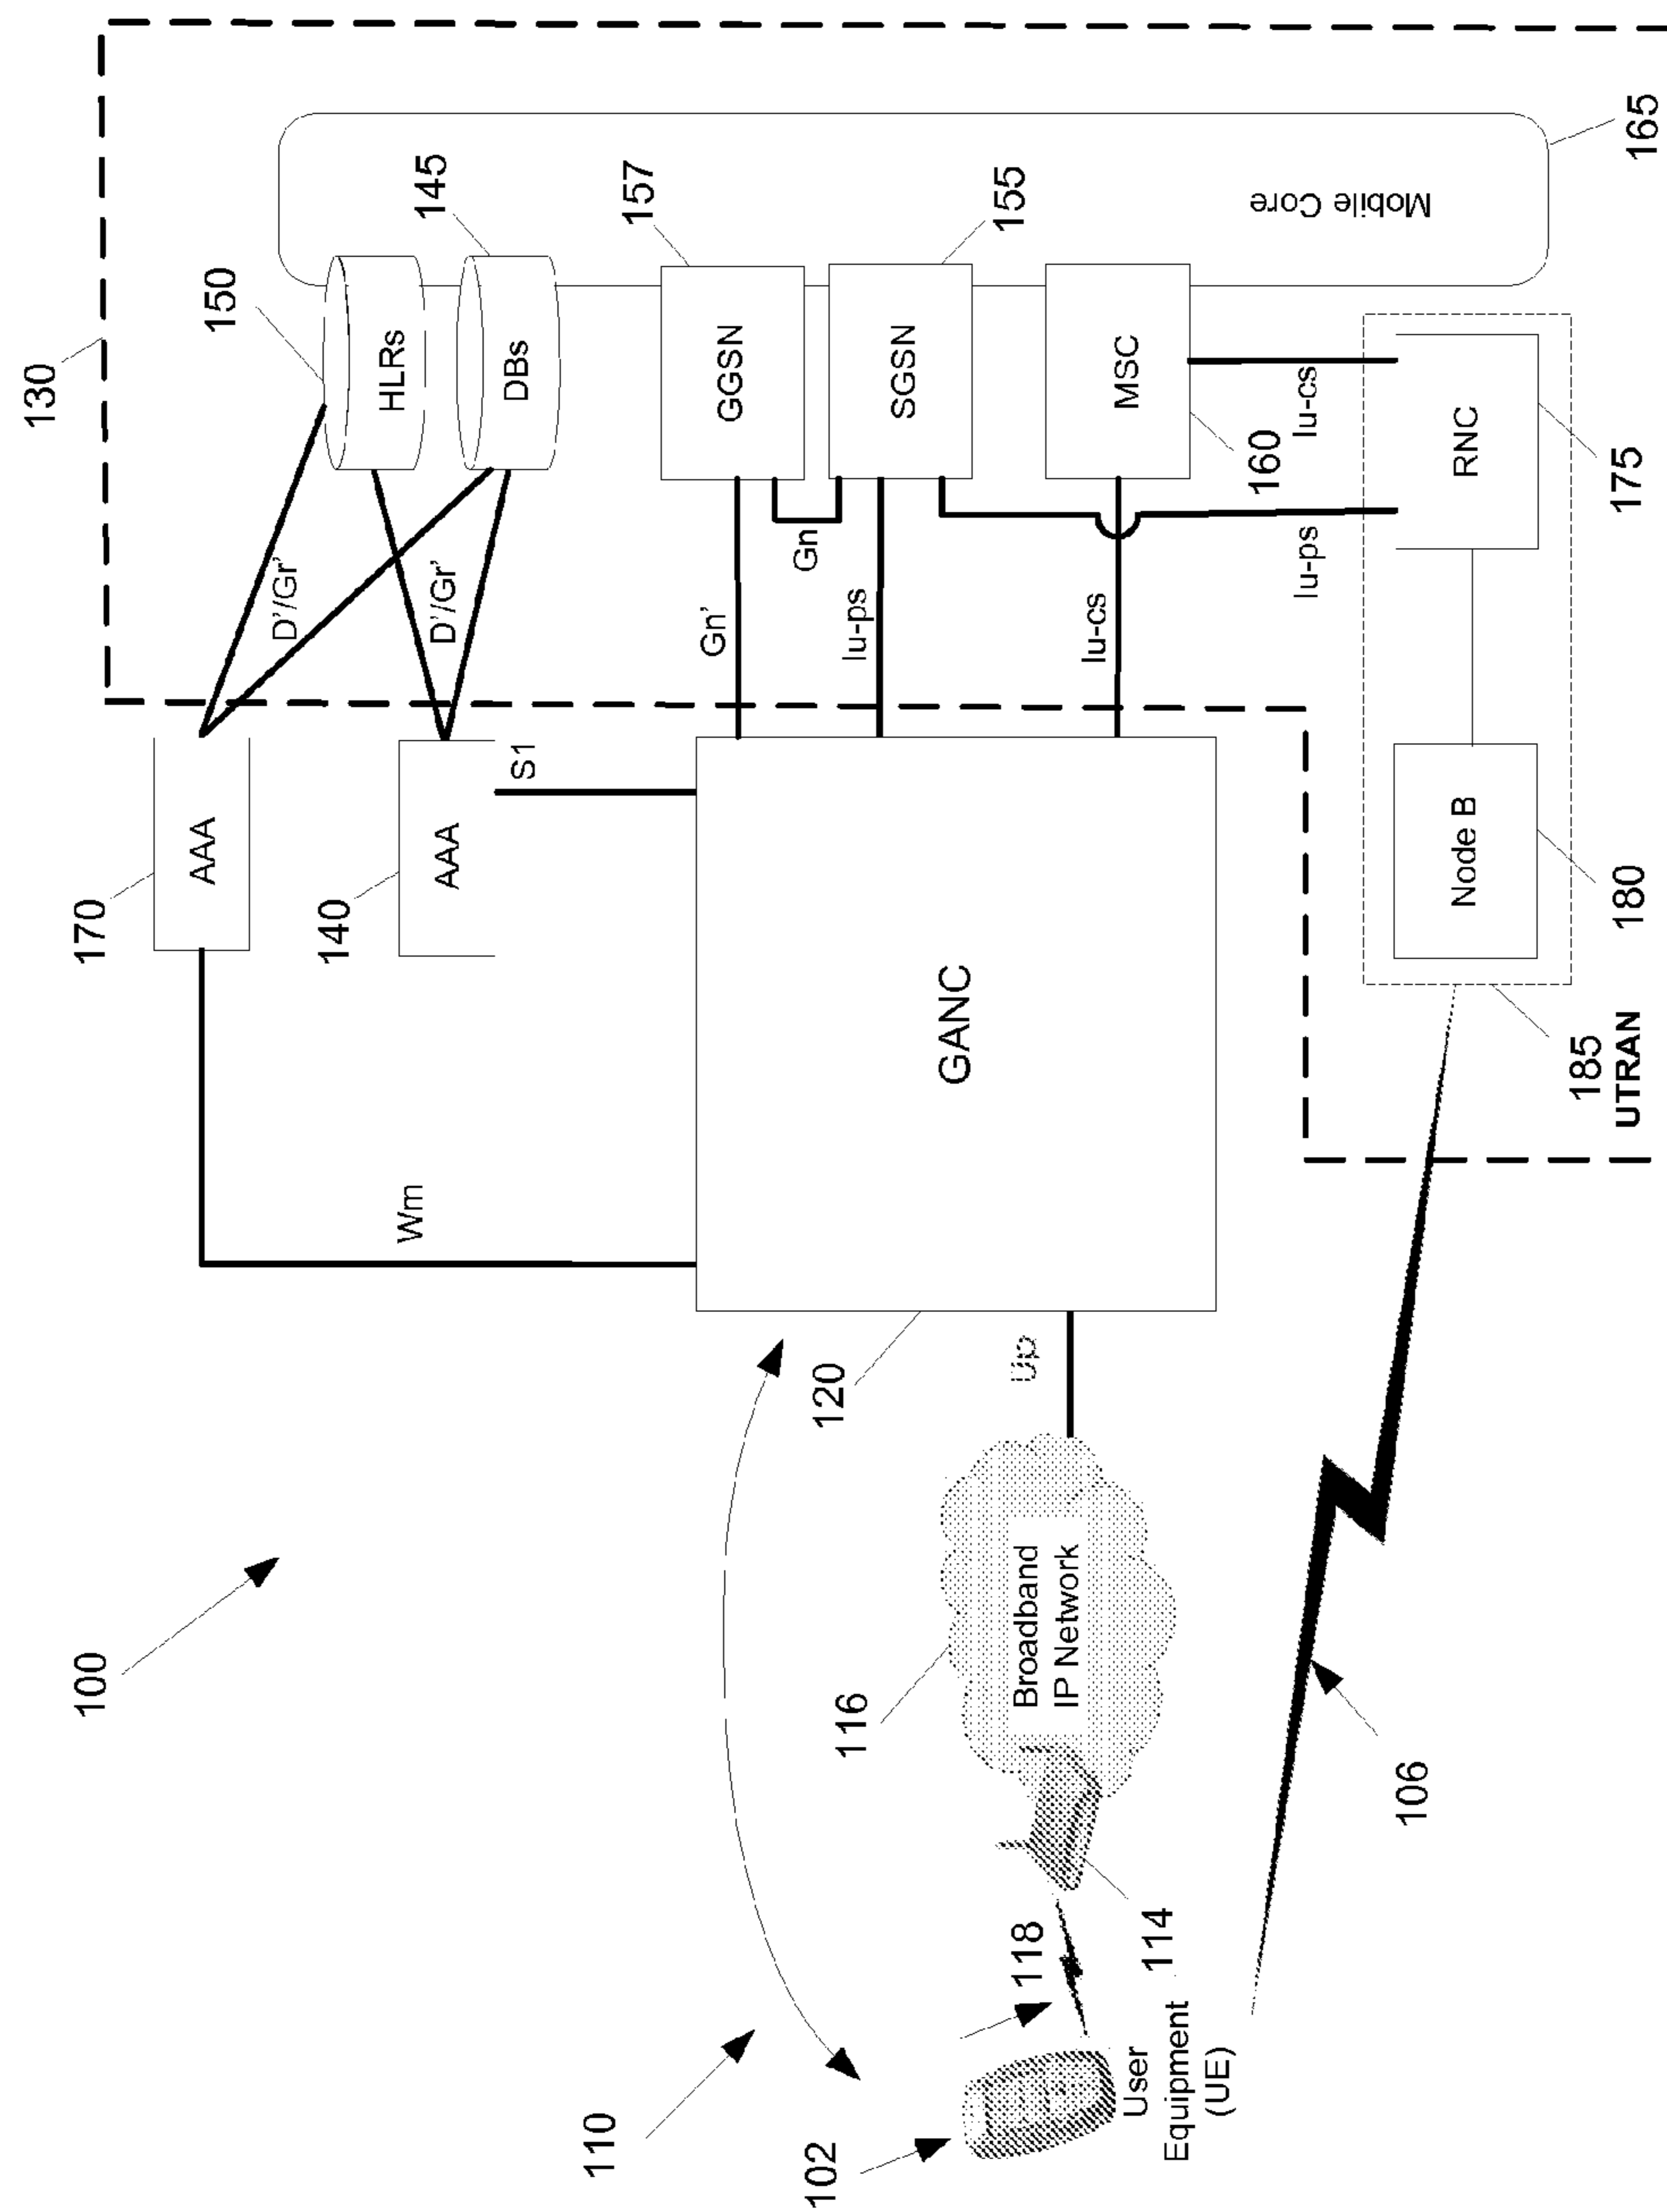 130
150
145
157
155
165
HLRs
DBs
GGSN
SGSN
MSC
Mobile Core
160
D'/Gr'
D'/Gr'
Gn'
Gn
Iu-ps
Iu-cs
Iu-cs
Iu-ps
RNC
175
170
AAA
140
AAA
S1
Wm
GANC
120
Up
Node B
180
185
UTRAN
100
116
Broadband
IP Network
106
110
118
114
102
User
Equipment
(UE)